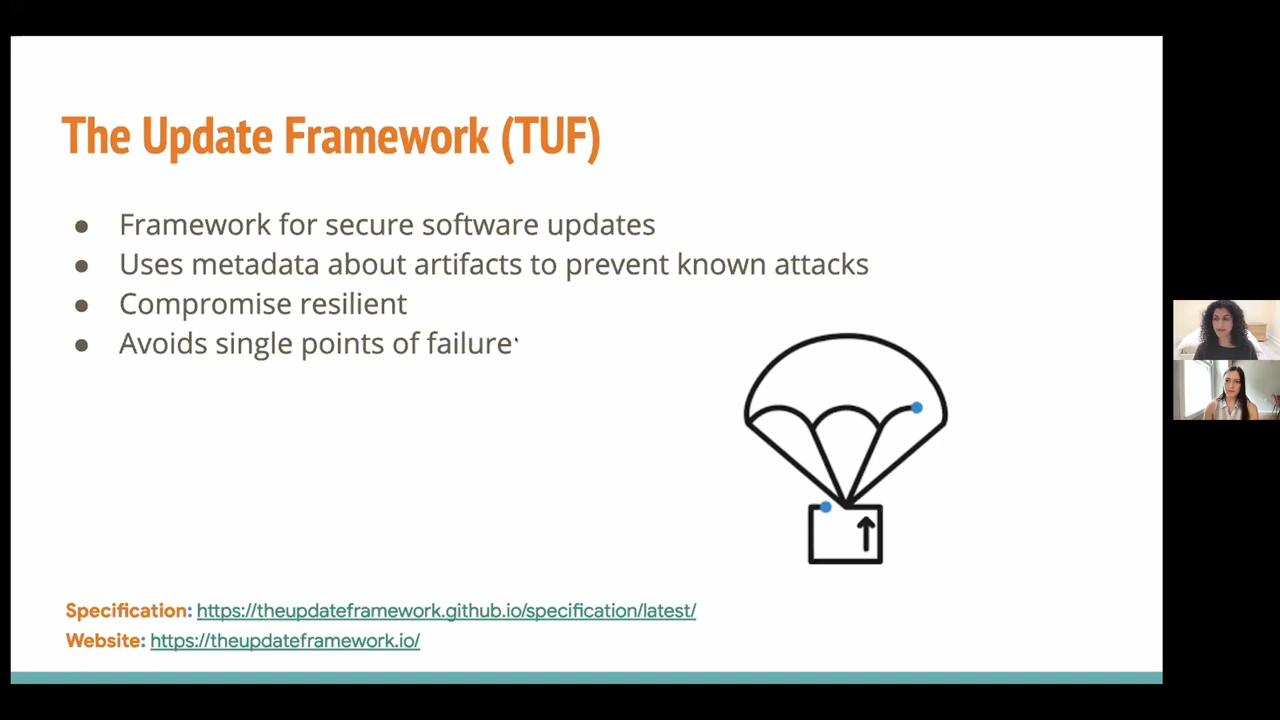 The Update Framework (TUF)
● Framework for secure software updates
● Uses metadata about artifacts to prevent known attacks
● Compromise resilient
● Avoids single points of failure
Specification: https://theupdateframework.github.io/specification/latest/
Website: https://theupdateframework.io/